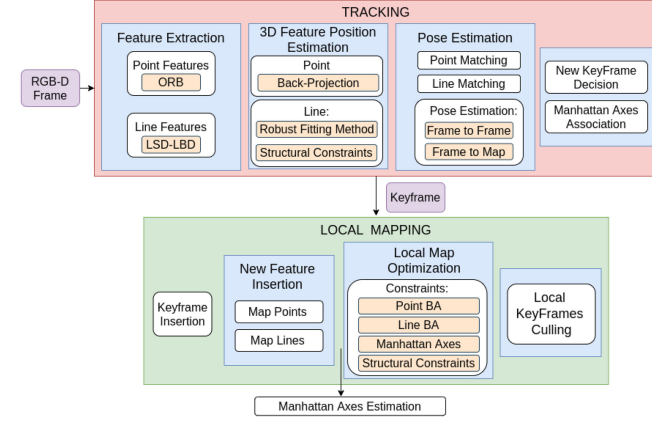 TRACKING
RGB-D
Frame
Feature Extraction
Point Features
ORB
Line Features
LSD-LBD
3D Feature Position
Estimation
Point
Back-Projection
Line:
Robust Fitting Method
Structural Constraints
Pose Estimation
Point Matching
Line Matching
Pose Estimation:
Frame to Frame
Frame to Map
New KeyFrame
Decision
Manhattan Axes
Association
Keyframe
LOCAL MAPPING
Keyframe
Insertion
New Feature
Insertion
Map Points
Map Lines
Local Map
Optimization
Constraints:
Point BA
Line BA
Manhattan Axes
Structural Constraints
Local
KeyFrames
Culling
Manhattan Axes Estimation